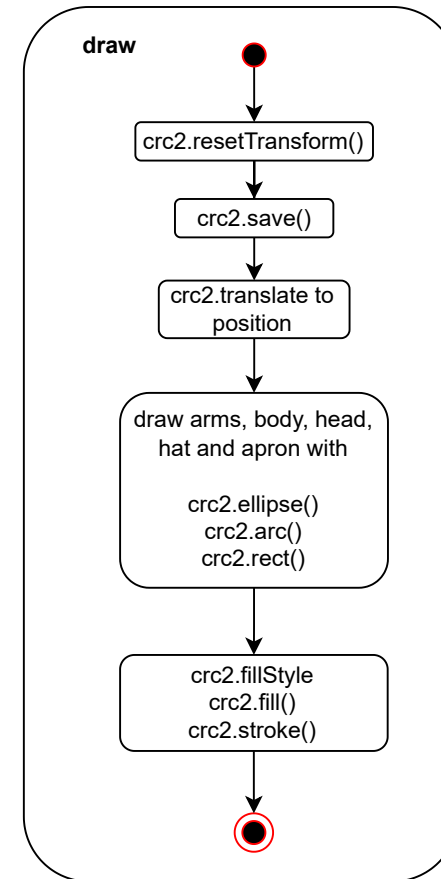 draw
crc2.resetTransform()
crc2.save()
crc2.translate to
position
draw arms, body, head,
hat and apron with
crc2.ellipse()
crc2.arc()
crc2.rect()
crc2.fillStyle
crc2.fill()
crc2.stroke()